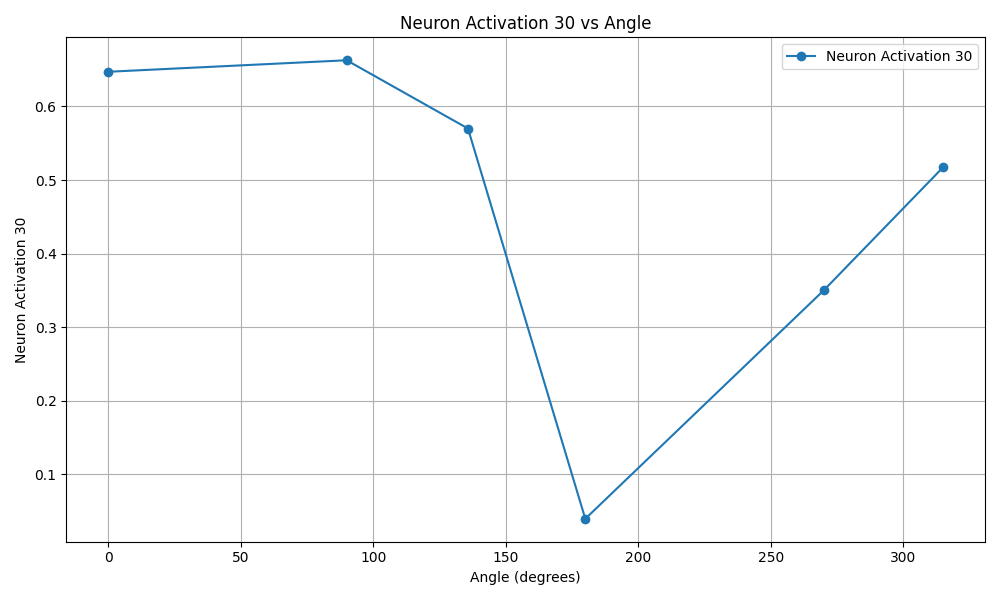 Neuron Activation 30 vs Angle
Neuron Activation 30
Neuron Activation 30
0.6
0.5
0.4
0.3
0.2
0.1
0 50 100 150 200 250 300
Angle (degrees)